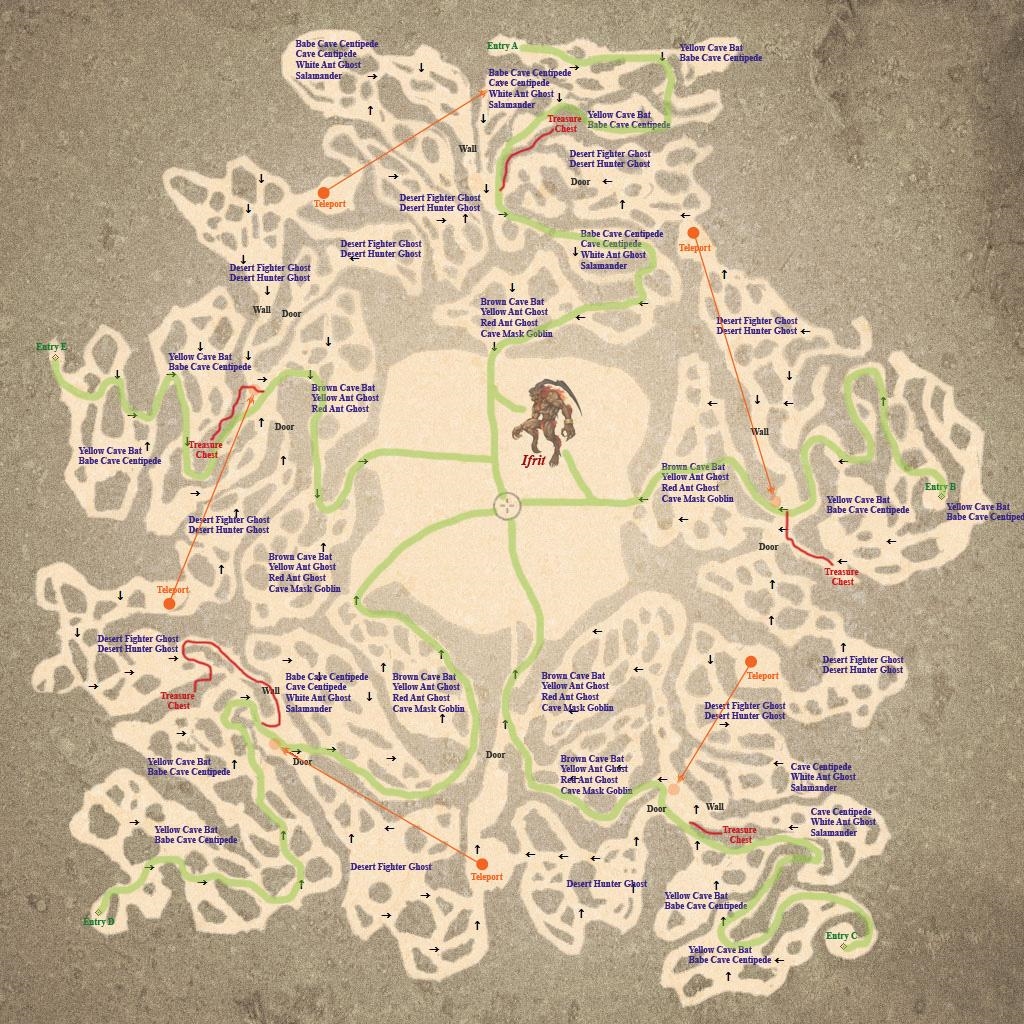 Babe Cave Centipede
Cave Centipede
White Ant Ghost
Salamander
Entry A
Yellow Cave Bat
Babe Cave Centipede
Babe Cave Centipede
Cave Centipede
White Ant Ghost
Salamander
Treasure
Chest
Yellow Cave Bat
Babe Cave Centipede
Wall
Desert Fighter Ghost
Desert Hunter Ghost
Door
Teleport
Desert Fighter Ghost
Desert Hunter Ghost
Desert Fighter Ghost
Desert Hunter Ghost
Babe Cave Centipede
Cave Centipede
White Ant Ghost
Salamander
Teleport
Desert Fighter Ghost
Desert Hunter Ghost
Wall
Door
Brown Cave Bat
Yellow Ant Ghost
Red Ant Ghost
Cave Mask Goblin
Desert Fighter Ghost
Desert Hunter Ghost
Entry E
Yellow Cave Bat
Babe Cave Centipede
Brown Cave Bat
Yellow Ant Ghost
Red Ant Ghost
Door
Wall
Treasure
Chest
Yellow Cave Bat
Babe Cave Centipede
Ifrit
Brown Cave Bat
Yellow Ant Ghost
Red Ant Ghost
Cave Mask Goblin
Entry B
Yellow Cave Bat
Babe Cave Centipede
Yellow Cave Bat
Babe Cave Centipede
Desert Fighter Ghost
Desert Hunter Ghost
Door
Treasure
Chest
Brown Cave Bat
Yellow Ant Ghost
Red Ant Ghost
Cave Mask Goblin
Teleport
Desert Fighter Ghost
Desert Hunter Ghost
Desert Fighter Ghost
Desert Hunter Ghost
Teleport
Treasure
Chest
Wall
Babe Cave Centipede
Cave Centipede
White Ant Ghost
Salamander
Brown Cave Bat
Yellow Ant Ghost
Red Ant Ghost
Cave Mask Goblin
Brown Cave Bat
Yellow Ant Ghost
Red Ant Ghost
Cave Mask Goblin
Desert Fighter Ghost
Desert Hunter Ghost
Yellow Cave Bat
Babe Cave Centipede
Door
Door
Brown Cave Bat
Yellow Ant Ghost
Red Ant Ghost
Cave Mask Goblin
Cave Centipede
White Ant Ghost
Salamander
Door
Wall
Cave Centipede
White Ant Ghost
Salamander
Treasure
Chest
Yellow Cave Bat
Babe Cave Centipede
Desert Fighter Ghost
Teleport
Desert Hunter Ghost
Yellow Cave Bat
Babe Cave Centipede
Entry D
Entry C
Yellow Cave Bat
Babe Cave Centipede